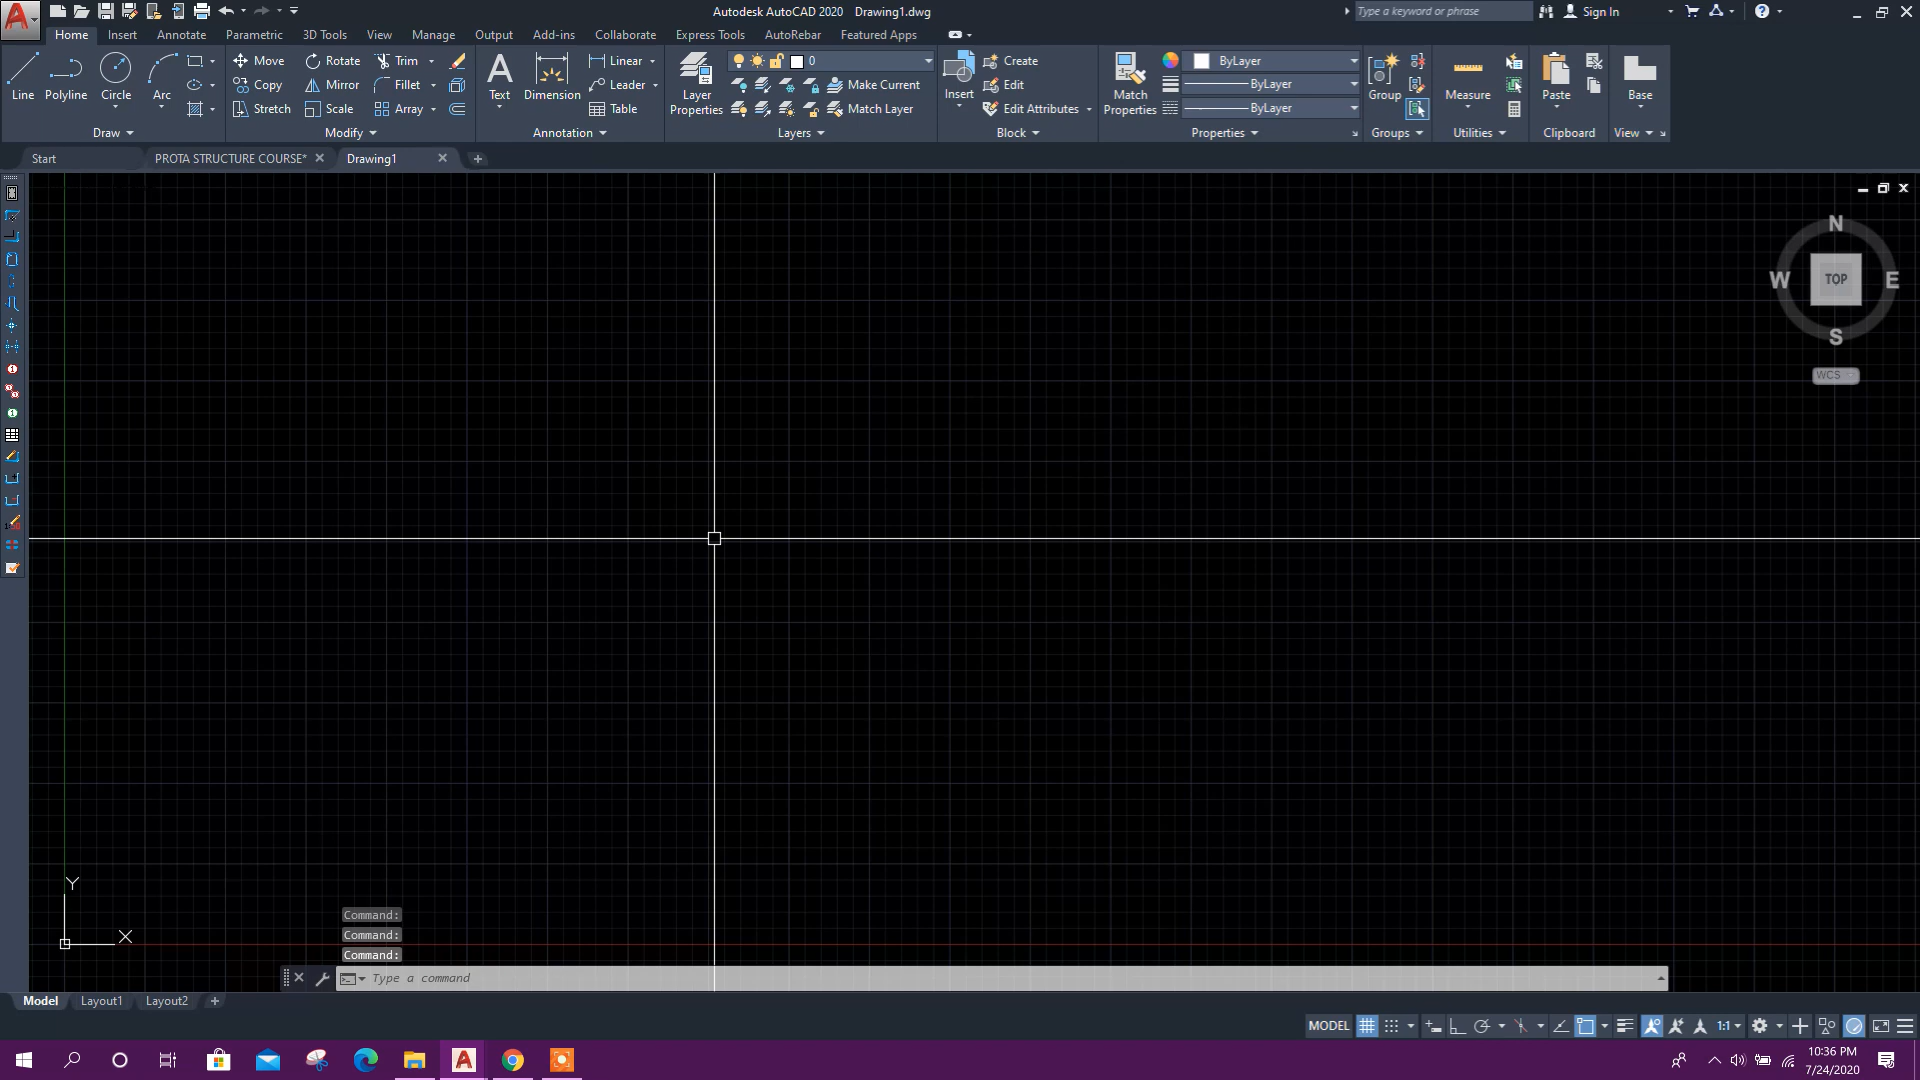 Autodesk AutoCAD 2020 Drawing1.dwg
Type a keyword or phrase
Sign In
Home Insert Annotate Parametric 3D Tools View Manage Output Add-ins Collaborate Express Tools AutoRebar Featured Apps
Line
Polyline
Circle
Arc
Draw
Move Rotate Trim
Copy Mirror Fillet
Stretch Scale Array
Modify
Text
Dimension
Linear
Leader
Table
Annotation
Layer
Properties
0
Make Current
Match Layer
Layers
Insert
Create
Edit
Edit Attributes
Block
Match
Properties
ByLayer
ByLayer
ByLayer
Properties
Group
Groups
Measure
Utilities
Paste
Clipboard
Base
View
Start PROTA STRUCTURE COURSE* Drawing1
N
W TOP E
S
WCS
Y
X
Command:
Command:
Command:
Type a command
Model Layout1 Layout2
MODEL 1:1
10:36 PM
7/24/2020